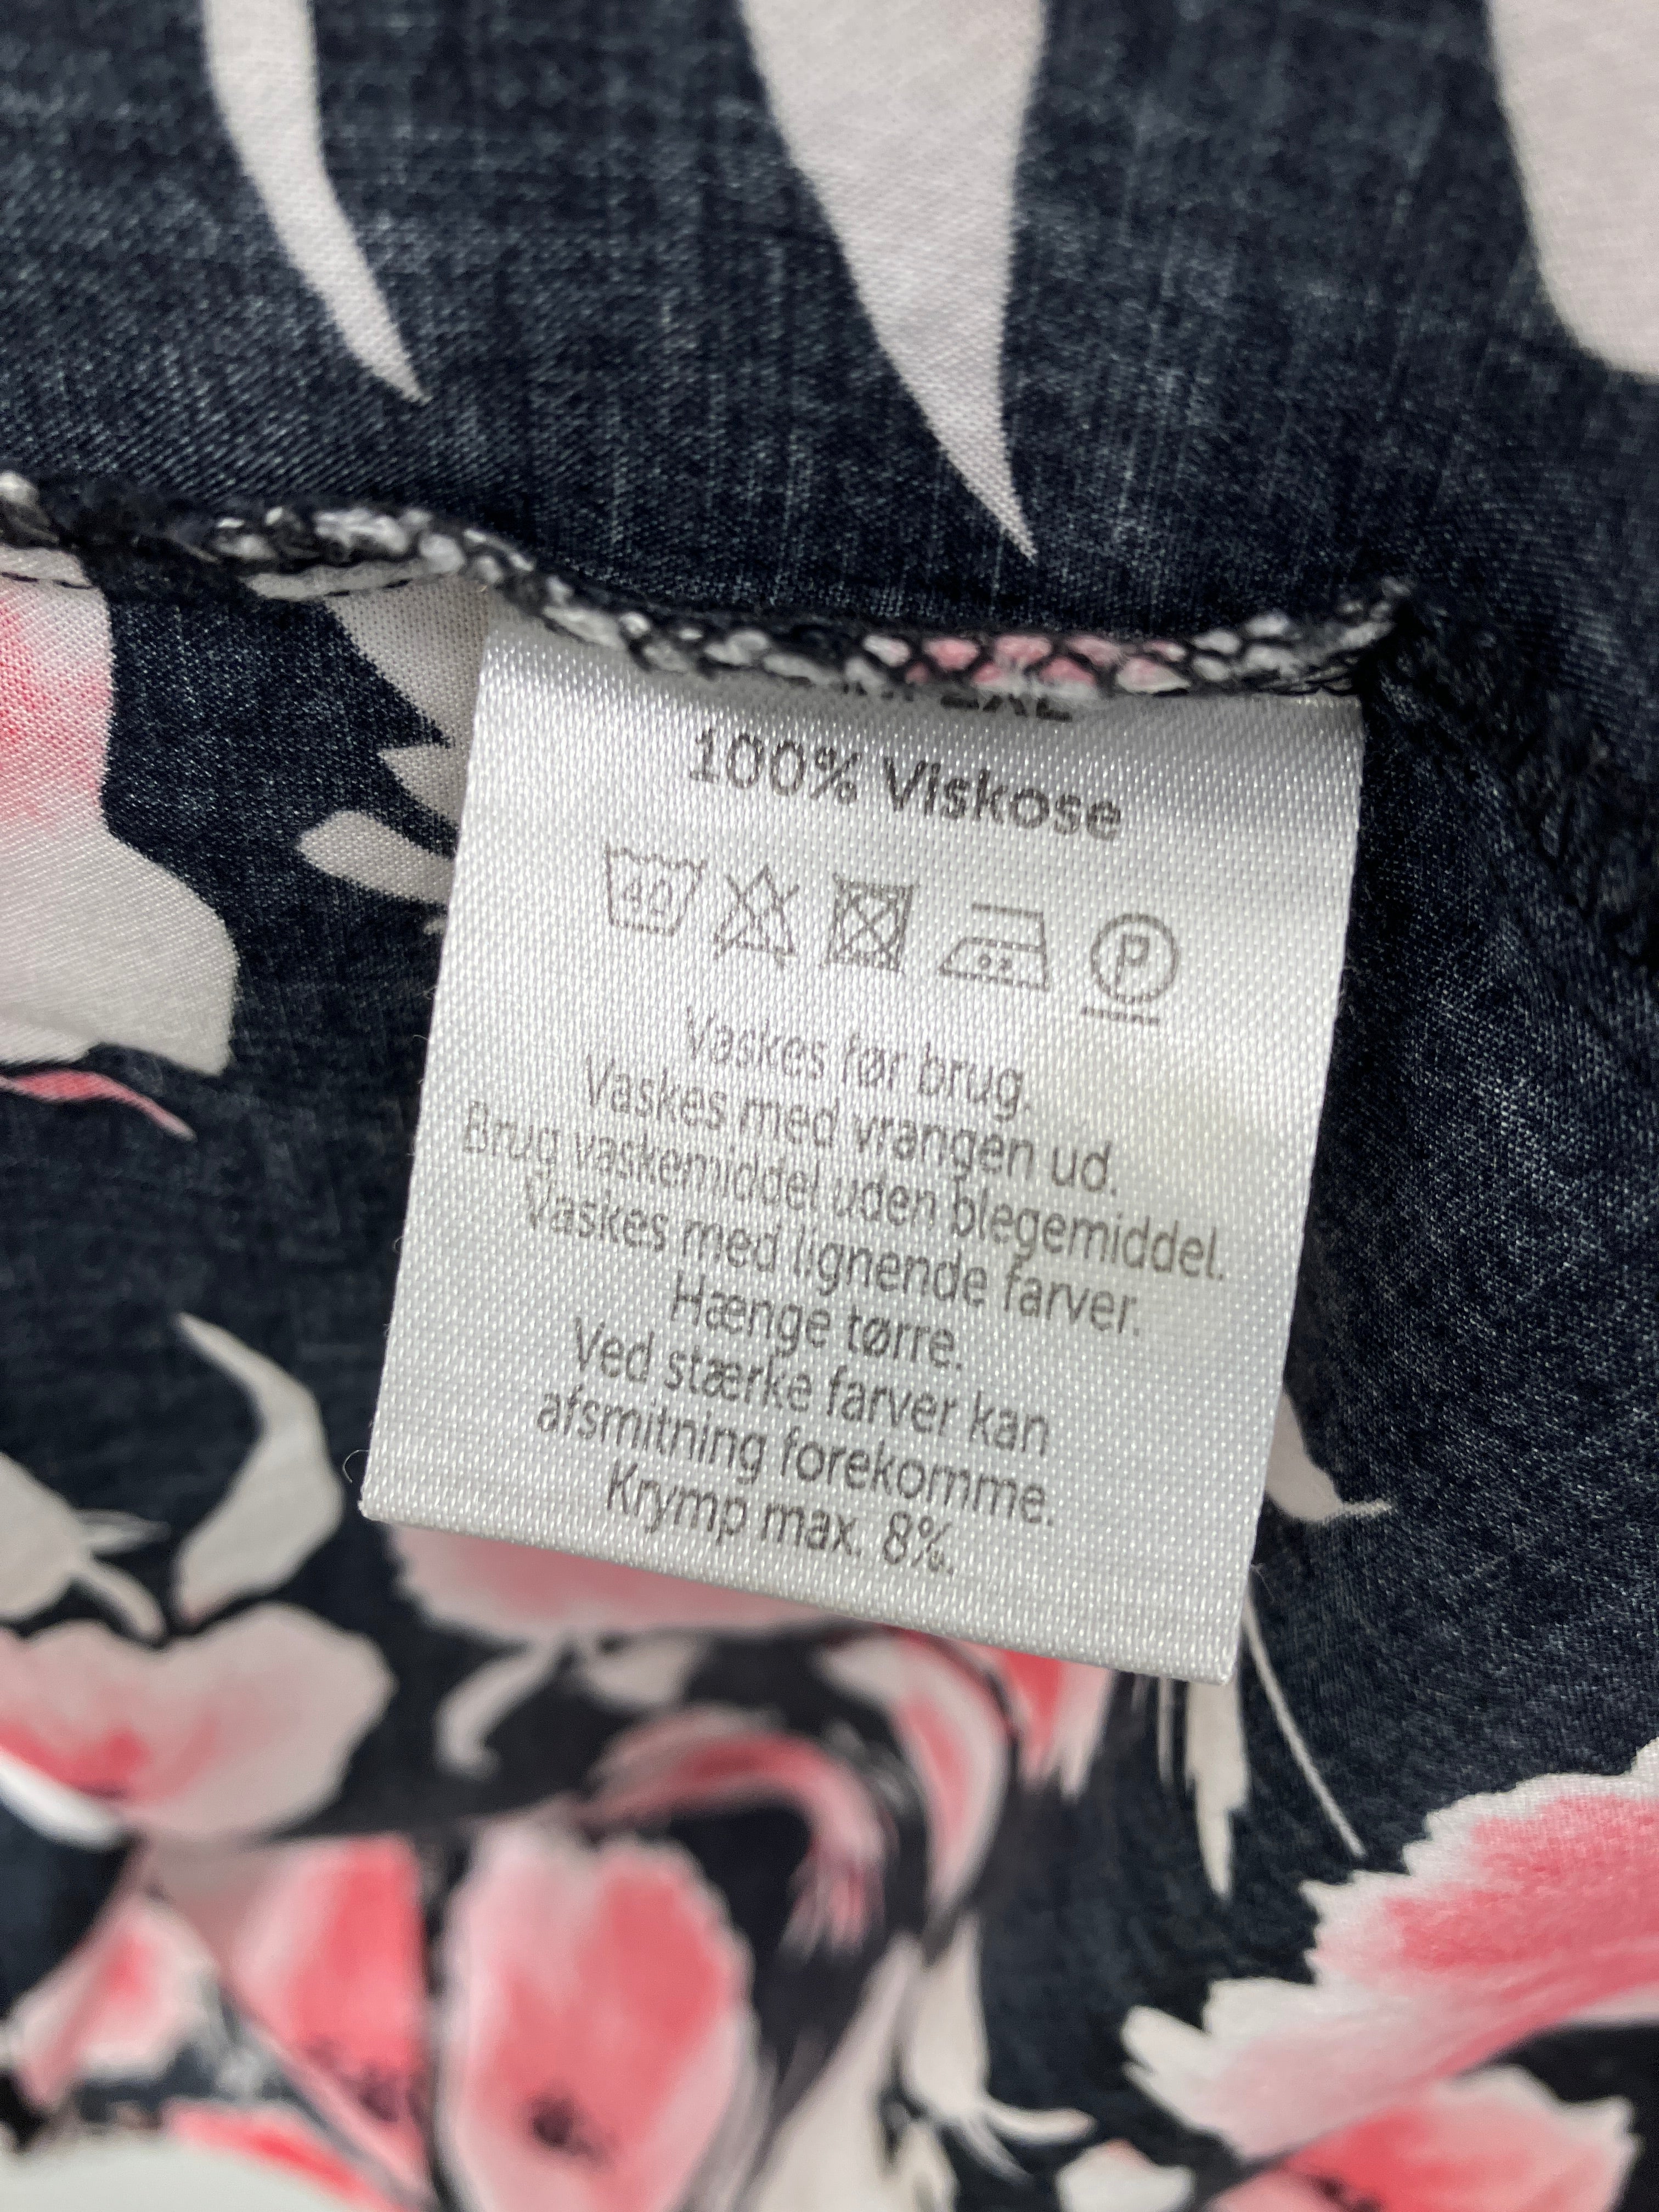 100% Viskose
40
P
Vaskes før brug.
Vaskes med vrangen ud.
Brug vaskemiddel uden blegemiddel.
Vaskes med lignende farver.
Hænge tørre.
Ved stærke farver kan
afsmitning forekomme.
Krymp max. 8%.